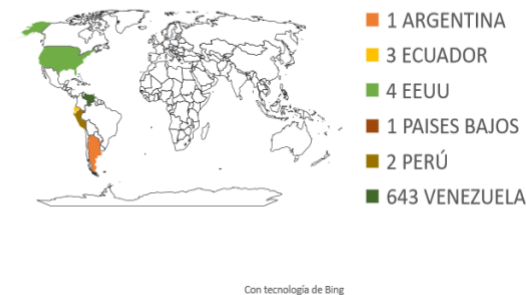 1 ARGENTINA
3 ECUADOR
4 EEUU
1 PAISES BAJOS
2 PERÚ
643 VENEZUELA
Con tecnología de Bing